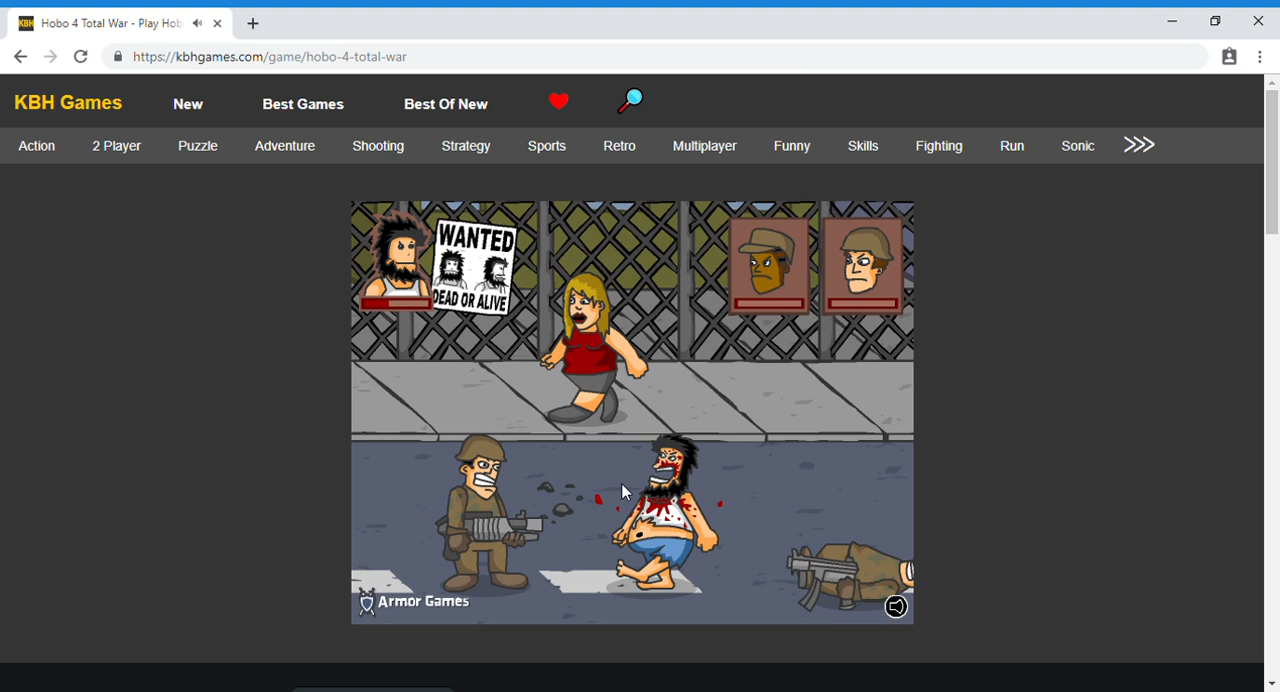 KBH Hobo 4 Total War - Play Hob
https://kbhgames.com/game/hobo-4-total-war
KBH Games New Best Games Best Of New
Action 2 Player Puzzle Adventure Shooting Strategy Sports Retro Multiplayer Funny Skills Fighting Run Sonic >>>
WANTED
DEAD OR ALIVE
Armor Games